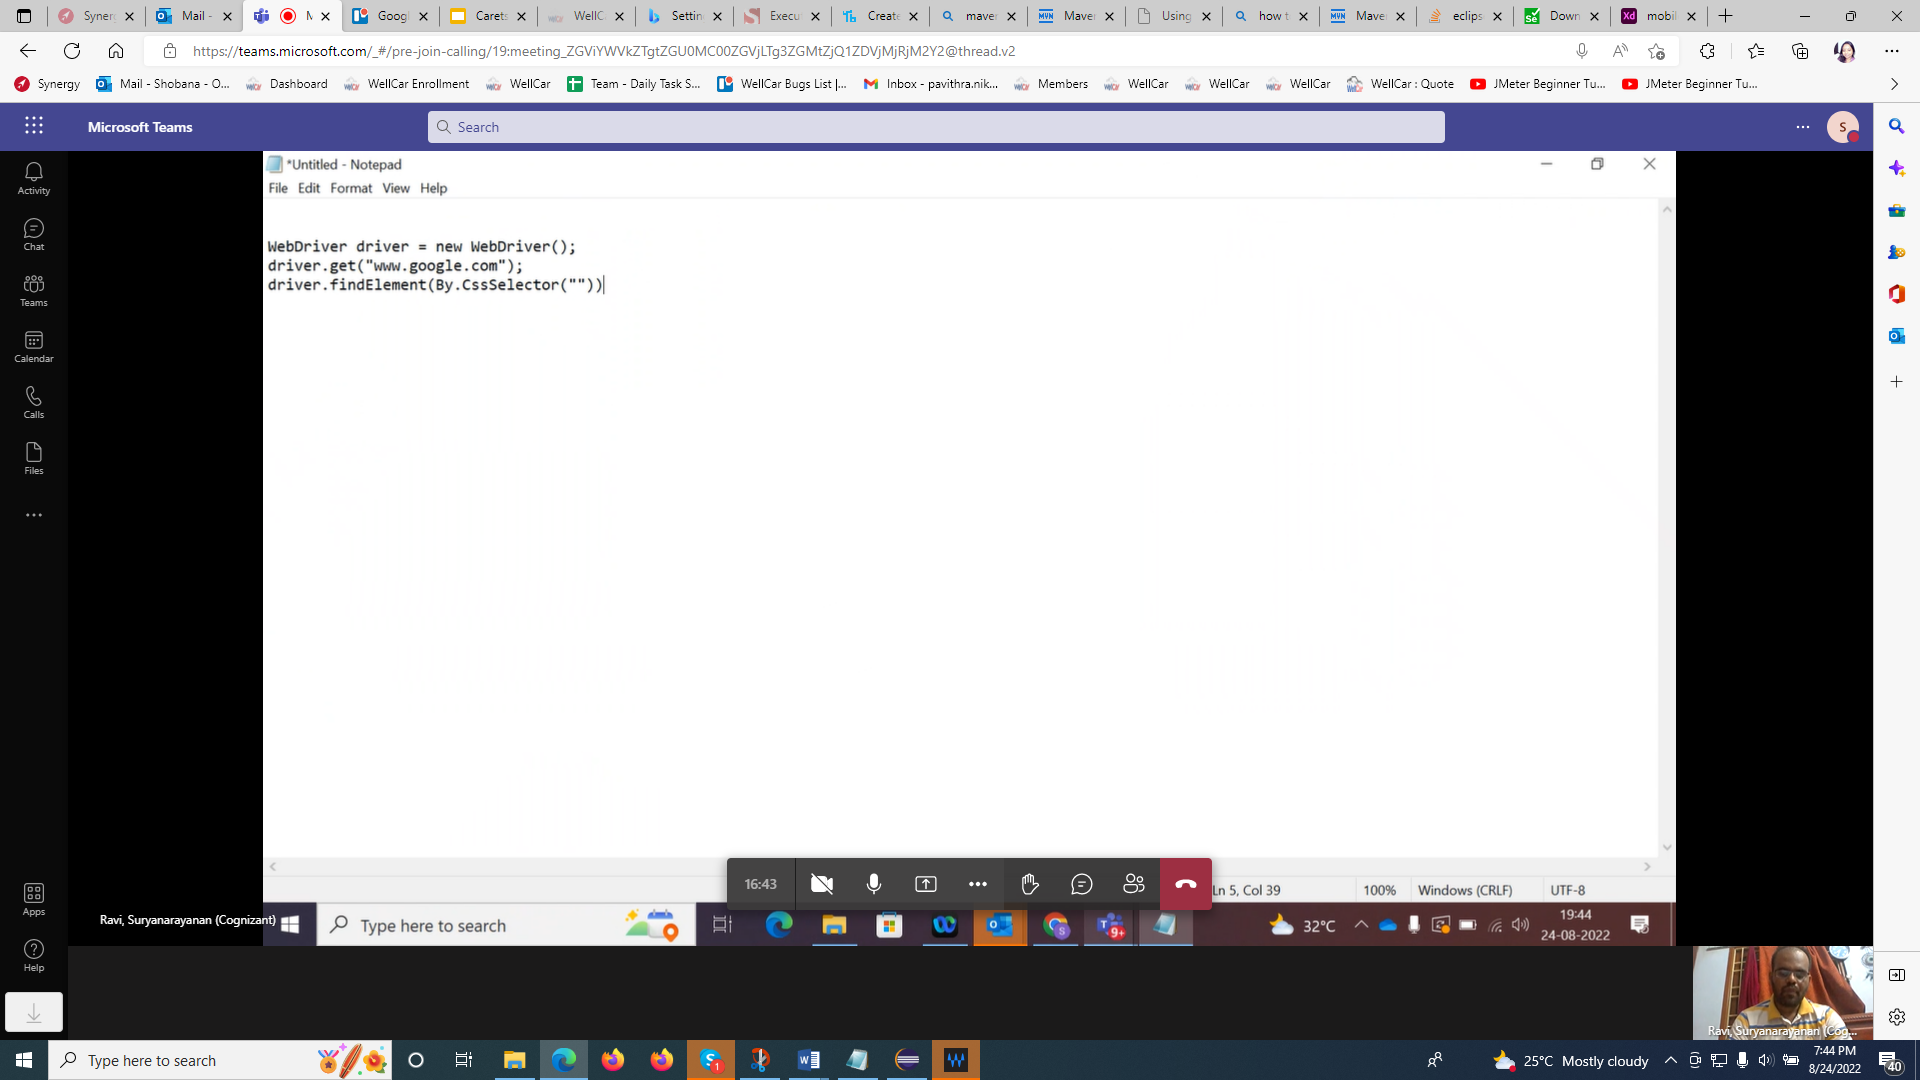 Synerg
Mail -
M
Googl
Carets
WellC
Settin
Execu
Create
maver
Maver
Using
how t
Maver
eclips
Down
mobil
https://teams.microsoft.com/_#/pre-join-calling/19:meeting_ZGViYWVkZTgtZGU0MC00ZGVjLTg3ZGMtZjQ1ZDVjMjRjM2Y2@thread.v2
Synergy
Mail - Shobana - O...
Dashboard
WellCar Enrollment
WellCar
Team - Daily Task S...
WellCar Bugs List |...
Inbox - pavithra.nik...
Members
WellCar
WellCar
WellCar
WellCar : Quote
JMeter Beginner Tu...
JMeter Beginner Tu...
Microsoft Teams
Search
S
Activity
Chat
Teams
Calendar
Calls
Files
Apps
Help
*Untitled - Notepad
File Edit Format View Help
WebDriver driver = new WebDriver();
driver.get("www.google.com");
driver.findElement(By.CssSelector(""))
16:43
Ln 5, Col 39
100%
Windows (CRLF)
UTF-8
Ravi, Suryanarayanan (Cognizant)
Type here to search
9+
32°C
19:44
24-08-2022
Ravi, Suryanarayanan (Cog...
Type here to search
1
25°C Mostly cloudy
7:44 PM
8/24/2022
40